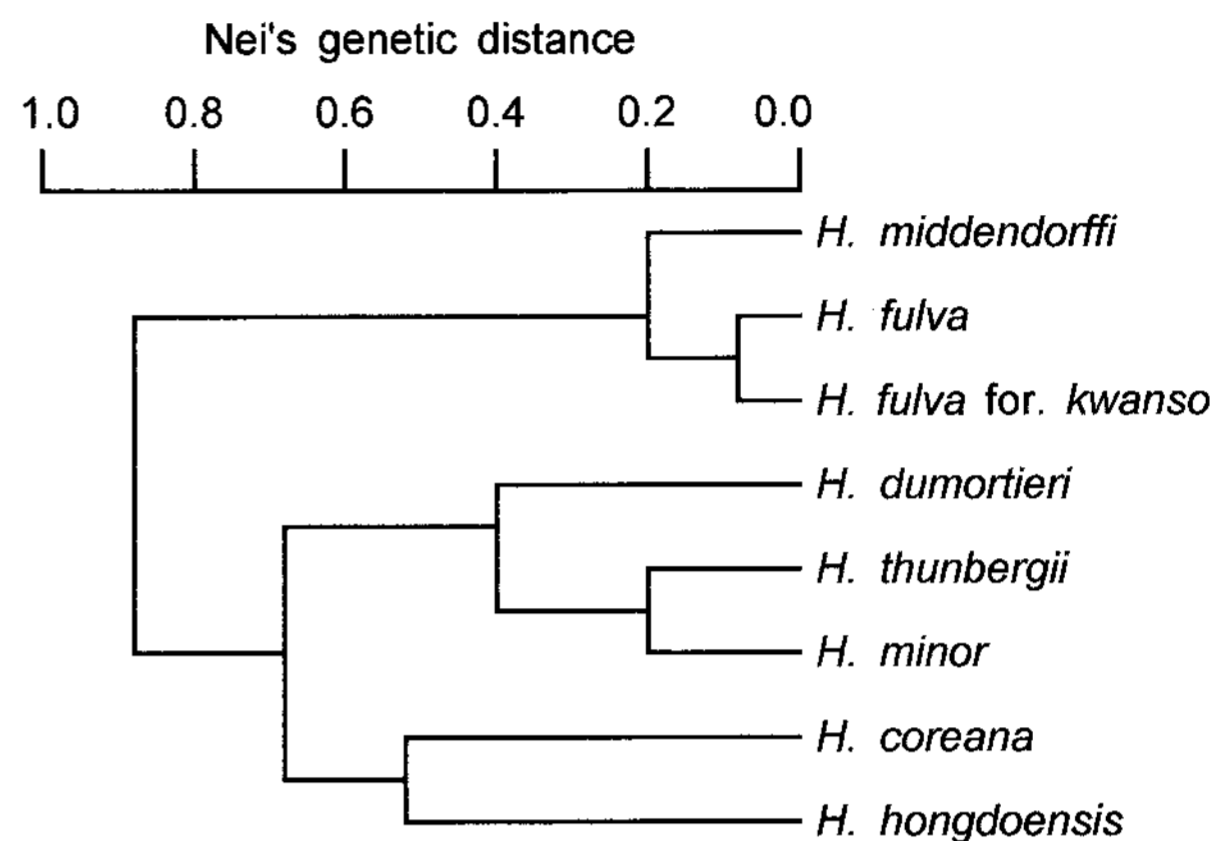 Nei's genetic distance
1.0 0.8 0.6 0.4 0.2 0.0
H. middendorffi
H. fulva
H. fulva for. kwanso
H. dumortieri
H. thunbergii
H. minor
H. coreana
H. hongdoensis